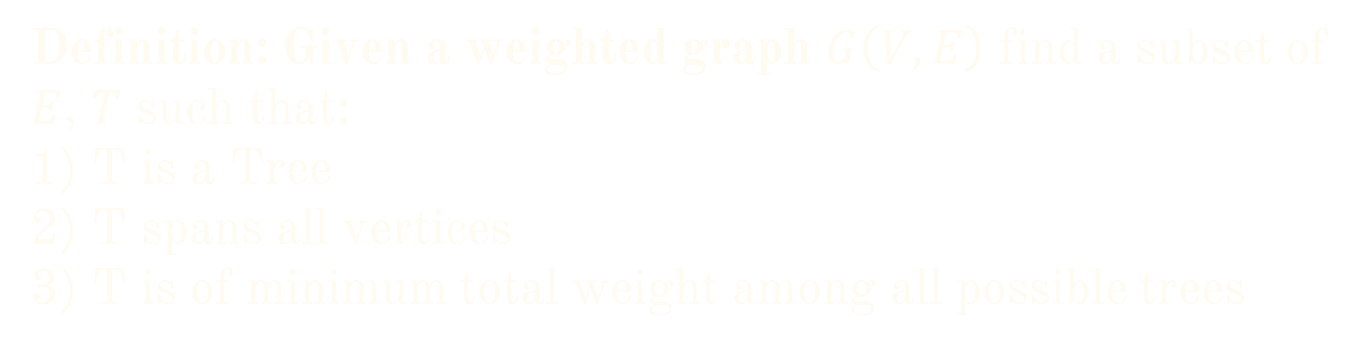 Definition: Given a weighted graph G(V, E) find a subset of
E, T such that:
1) T is a Tree
2) T spans all vertices
3) T is of minimum total weight among all possible trees